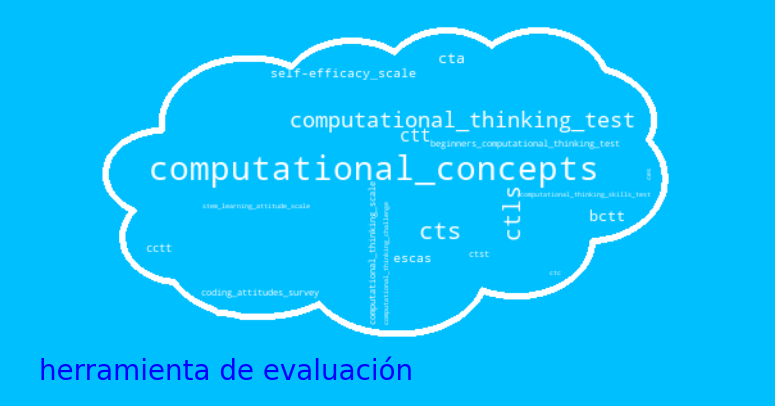 cta
self-efficacy_scale
computational_thinking_test
ctt
beginners_computational_thinking_test
computational_concepts
computational_thinking_skills_test
computational_thinking_scale
computational_thinking_challenge
ctls
stem_learning_attitude_scale
bctt
cts
cctt
escas
ctst
ctc
coding_attitudes_survey
herramienta de evaluación